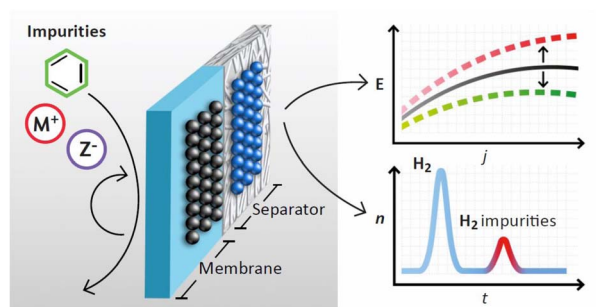 Impurities
M+
Z-
Separator
Membrane
E
j
H2
n
H2 impurities
t